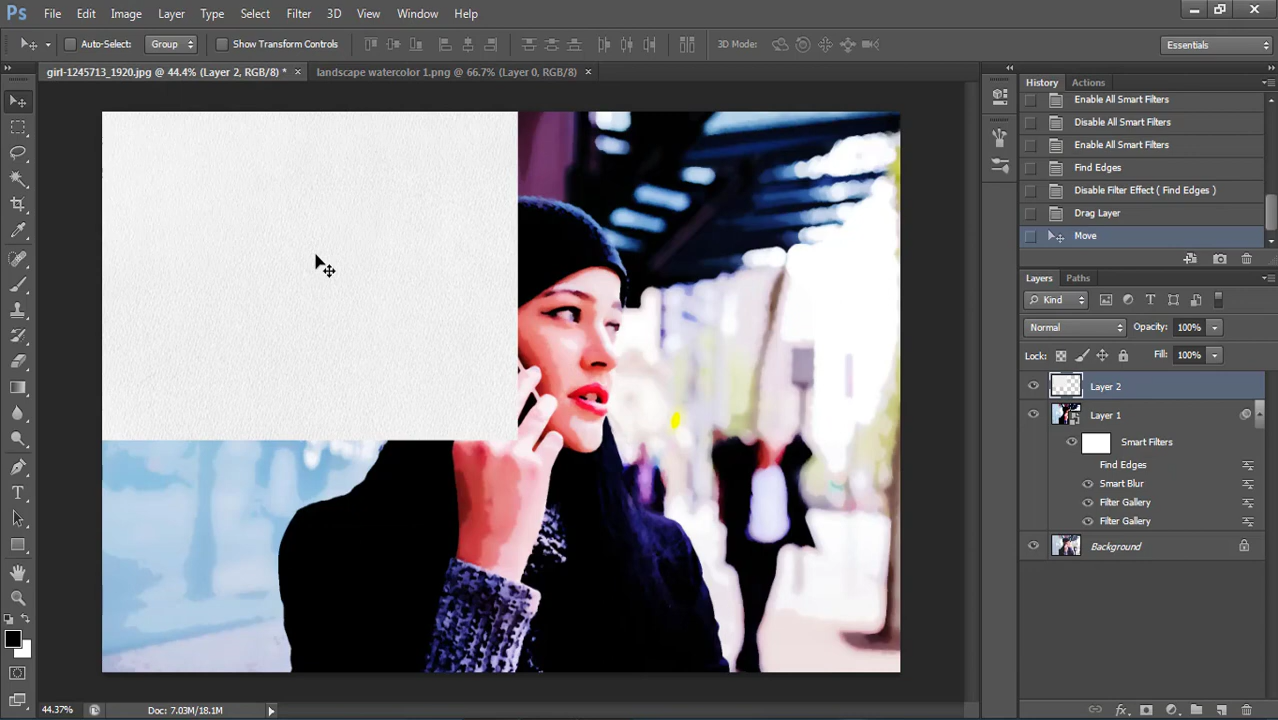 Ps File Edit Image Layer Type Select Filter 3D View Window Help
Auto-Select: Group Show Transform Controls 3D Mode: Essentials
girl-1245713_1920.jpg @ 44.4% (Layer 2, RGB/8) * × landscape watercolor 1.png @ 66.7% (Layer 0, RGB/8) ×
History Actions
Enable All Smart Filters
Disable All Smart Filters
Enable All Smart Filters
Find Edges
Disable Filter Effect ( Find Edges )
Drag Layer
Move
Layers Paths
Kind
Normal Opacity: 100%
Lock: Fill: 100%
Layer 2
Layer 1
Smart Filters
Find Edges
Smart Blur
Filter Gallery
Filter Gallery
Background
44.37% Doc: 7.03M/18.1M